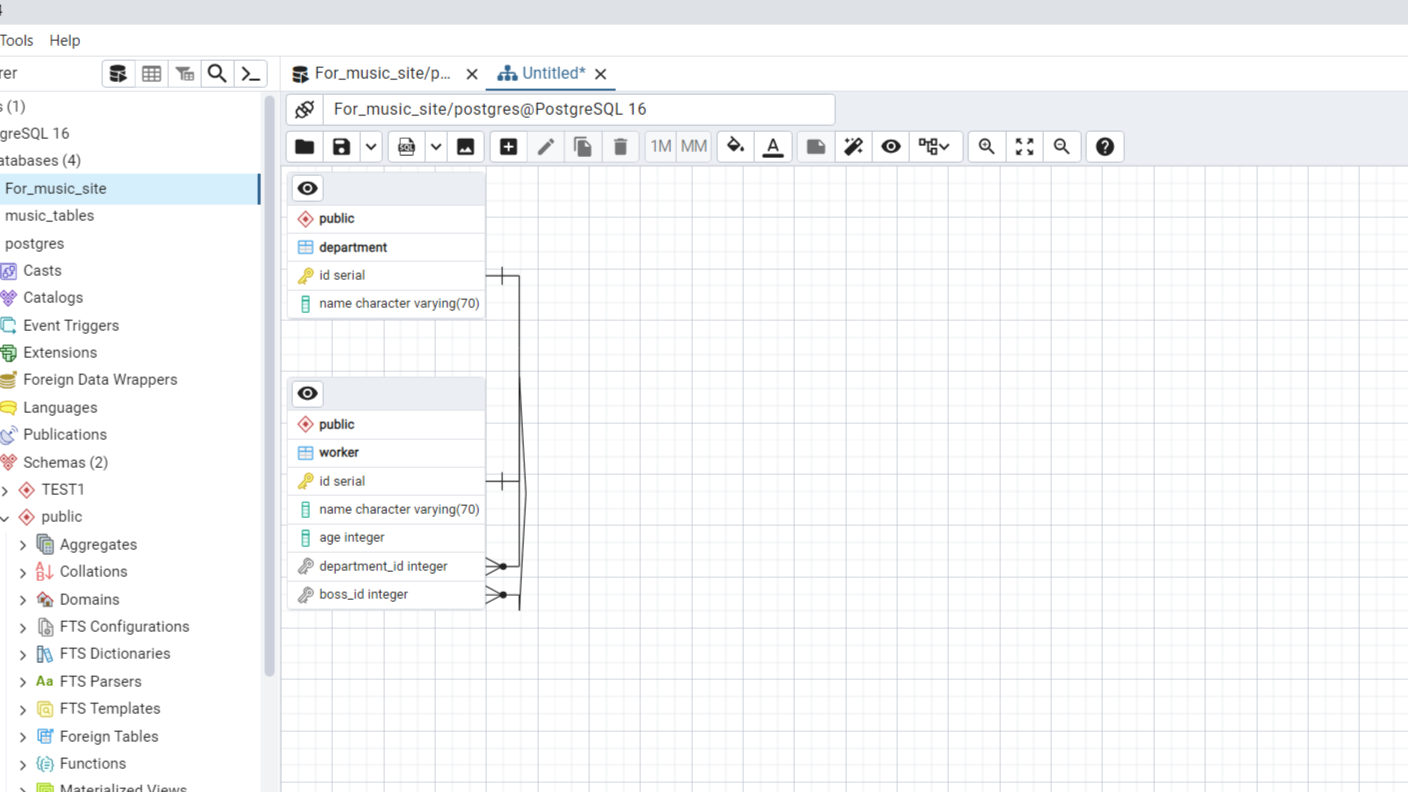 4
Tools Help
rer
For_music_site/p...
Untitled*
s (1)
greSQL 16
atabases (4)
For_music_site
music_tables
postgres
Casts
Catalogs
Event Triggers
Extensions
Foreign Data Wrappers
Languages
Publications
Schemas (2)
TEST1
public
Aggregates
Collations
Domains
FTS Configurations
FTS Dictionaries
Aa FTS Parsers
FTS Templates
Foreign Tables
Functions
Materialized Views
For_music_site/postgres@PostgreSQL 16
SQL
1M MM
A
public
department
id serial
name character varying(70)
public
worker
id serial
name character varying(70)
age integer
department_id integer
boss_id integer